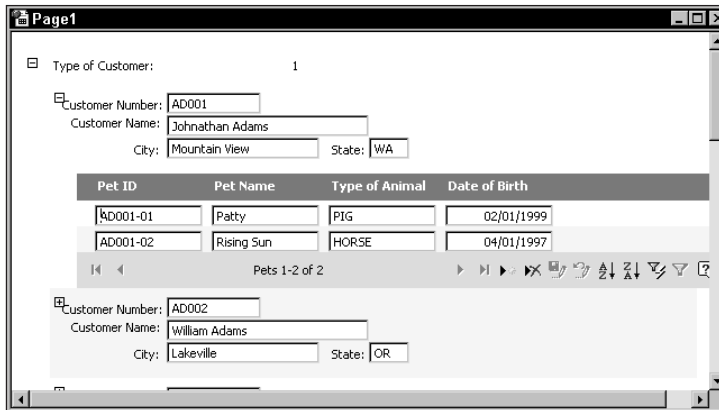 Page1
Type of Customer: 1
Customer Number: AD001
Customer Name: Johnathan Adams
City: Mountain View State: WA
Pet ID Pet Name Type of Animal Date of Birth
AD001-01 Patty PIG 02/01/1999
AD001-02 Rising Sun HORSE 04/01/1997
Pets 1-2 of 2
Customer Number: AD002
Customer Name: William Adams
City: Lakeville State: OR